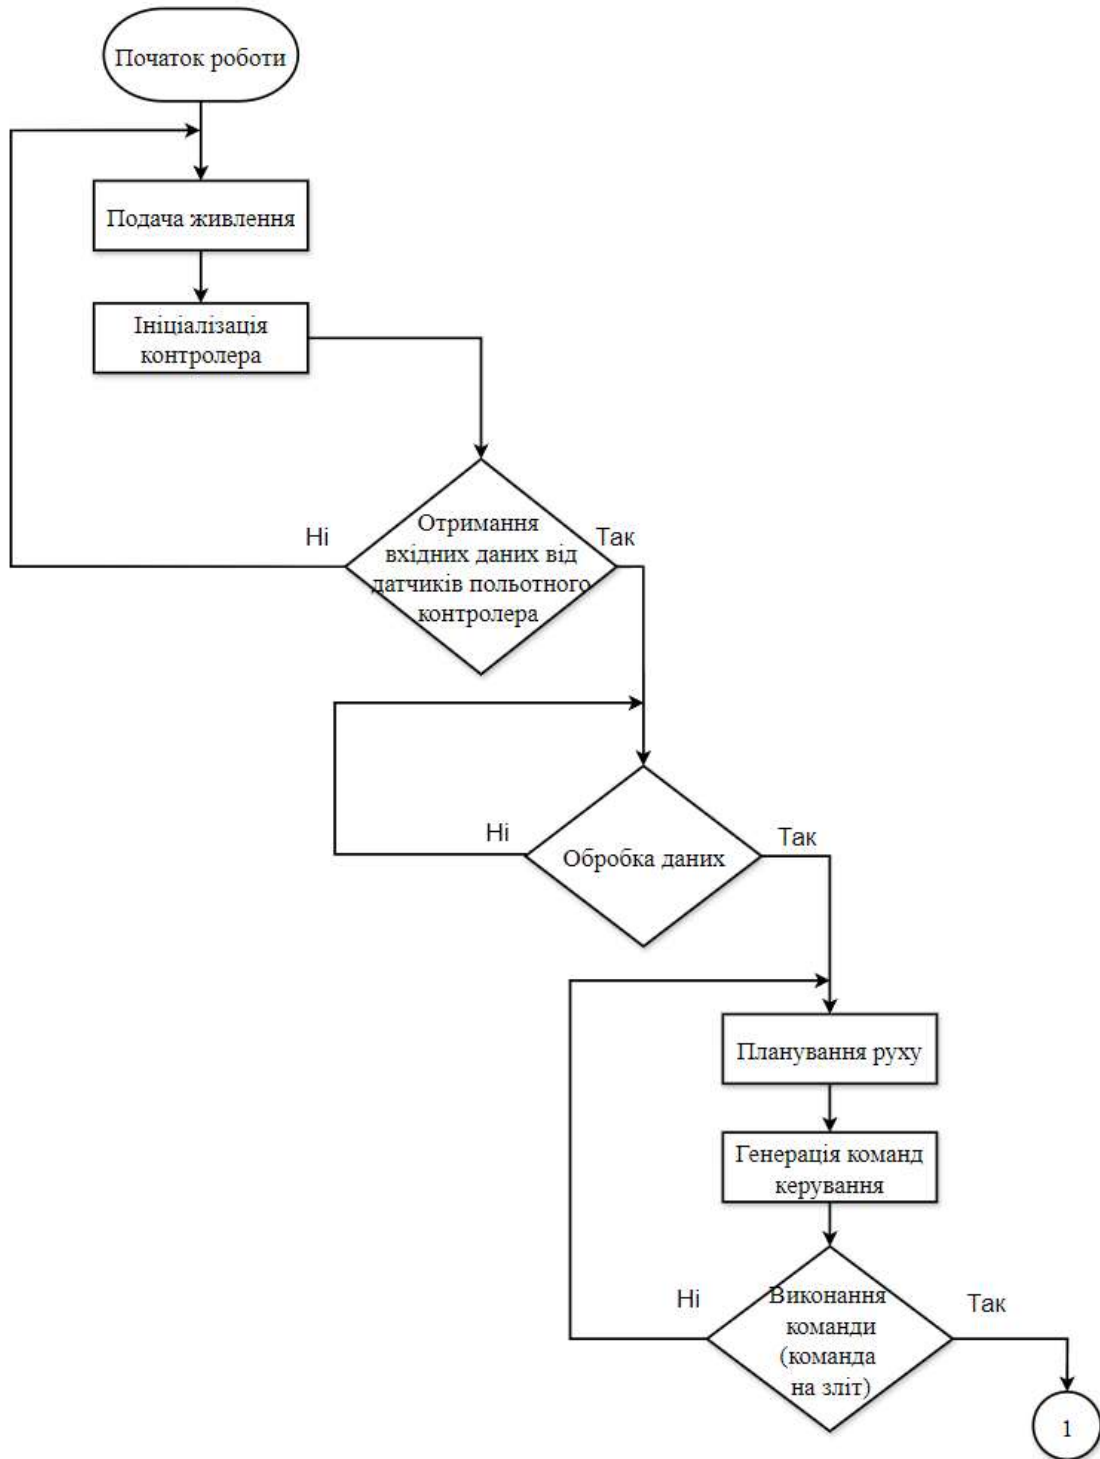 Початок роботи
Подача живлення
Ініціалізація
контролера
Ні
Так
Отримання
вхідних даних від
датчиків польотного
контролера
Ні
Так
Обробка даних
Планування руху
Генерація команд
керування
Ні
Так
Виконання
команди
(команда
на зліт)
1